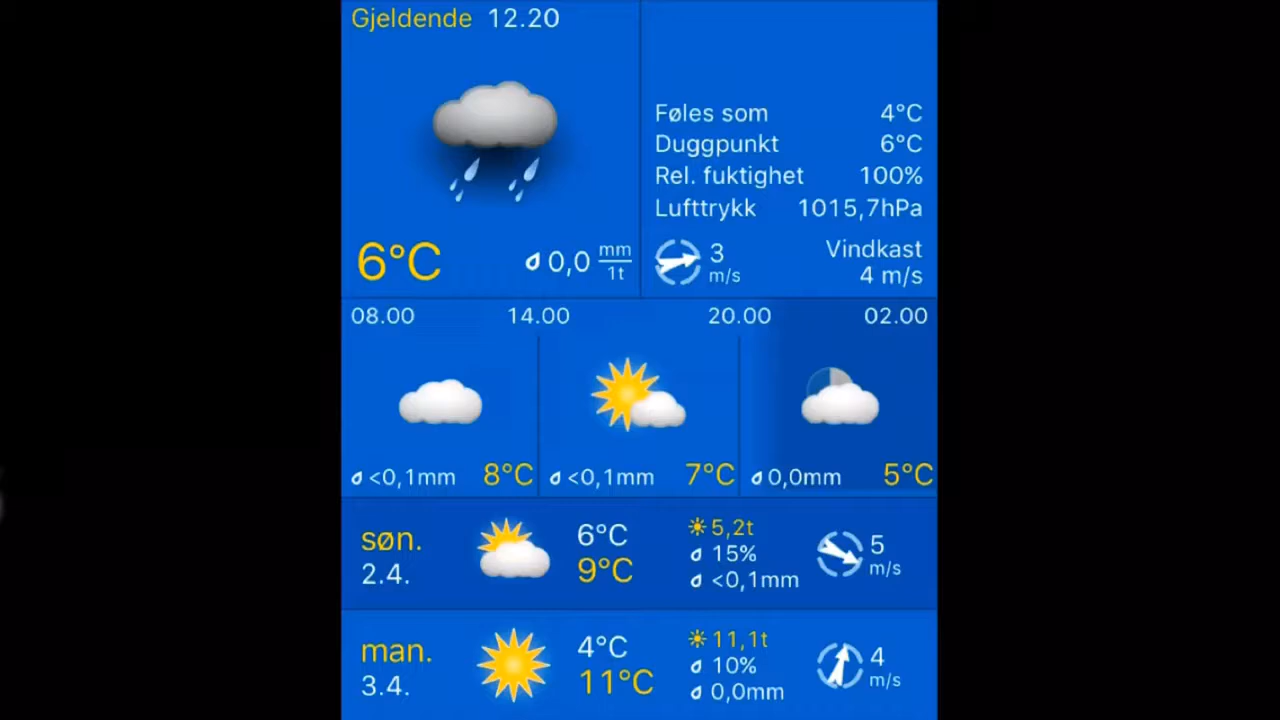 Gjeldende 12.20
Føles som 4°C
Duggpunkt 6°C
Rel. fuktighet 100%
Lufttrykk 1015,7hPa
6°C 0,0 mm/1t
3 m/s
Vindkast
4 m/s
08.00 14.00 20.00 02.00
<0,1mm 8°C <0,1mm 7°C 0,0mm 5°C
søn.
2.4.
6°C
9°C
5,2t
15%
<0,1mm
5
m/s
man.
3.4.
4°C
11°C
11,1t
10%
0,0mm
4
m/s